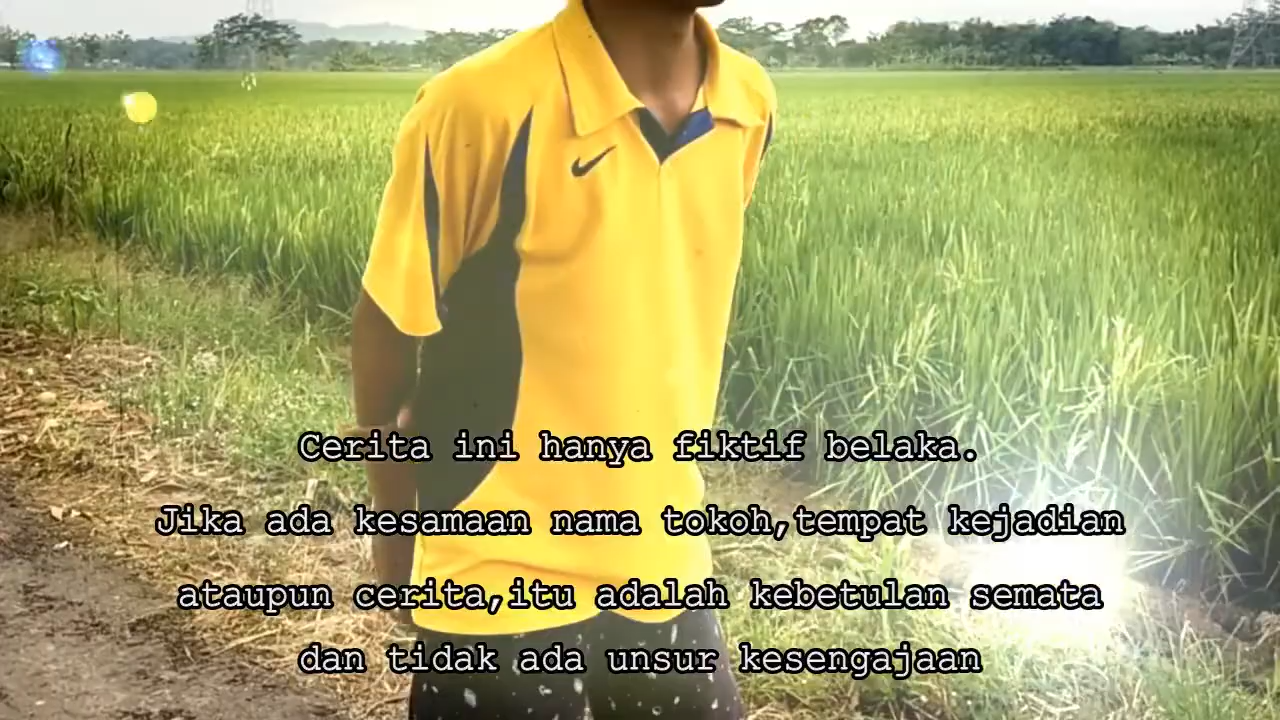 Cerita ini hanya fiktif belaka.
Jika ada kesamaan nama tokoh,tempat kejadian
ataupun cerita,itu adalah kebetulan semata
dan tidak ada unsur kesengajaan